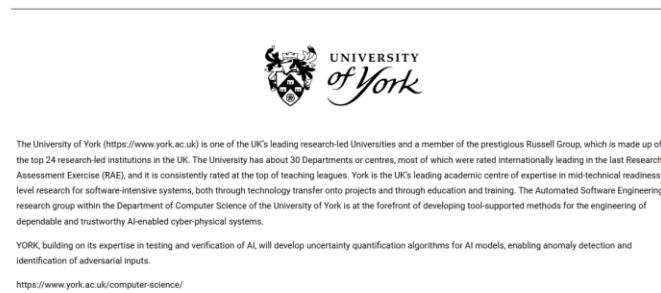 UNIVERSITY
of York
The University of York (https://www.york.ac.uk) is one of the UK's leading research-led Universities and a member of the prestigious Russell Group, which is made up of
the top 24 research-led institutions in the UK. The University has about 30 Departments or centres, most of which were rated internationally leading in the last Research
Assessment Exercise (RAE), and it is consistently rated at the top of teaching leagues. York is the UK's leading academic centre of expertise in mid-technical readiness
level research for software-intensive systems, both through technology transfer onto projects and through education and training. The Automated Software Engineering
research group within the Department of Computer Science of the University of York is at the forefront of developing tool-supported methods for the engineering of
dependable and trustworthy AI-enabled cyber-physical systems.
YORK, building on its expertise in testing and verification of AI, will develop uncertainty quantification algorithms for AI models, enabling anomaly detection and
identification of adversarial inputs.
https://www.york.ac.uk/computer-science/